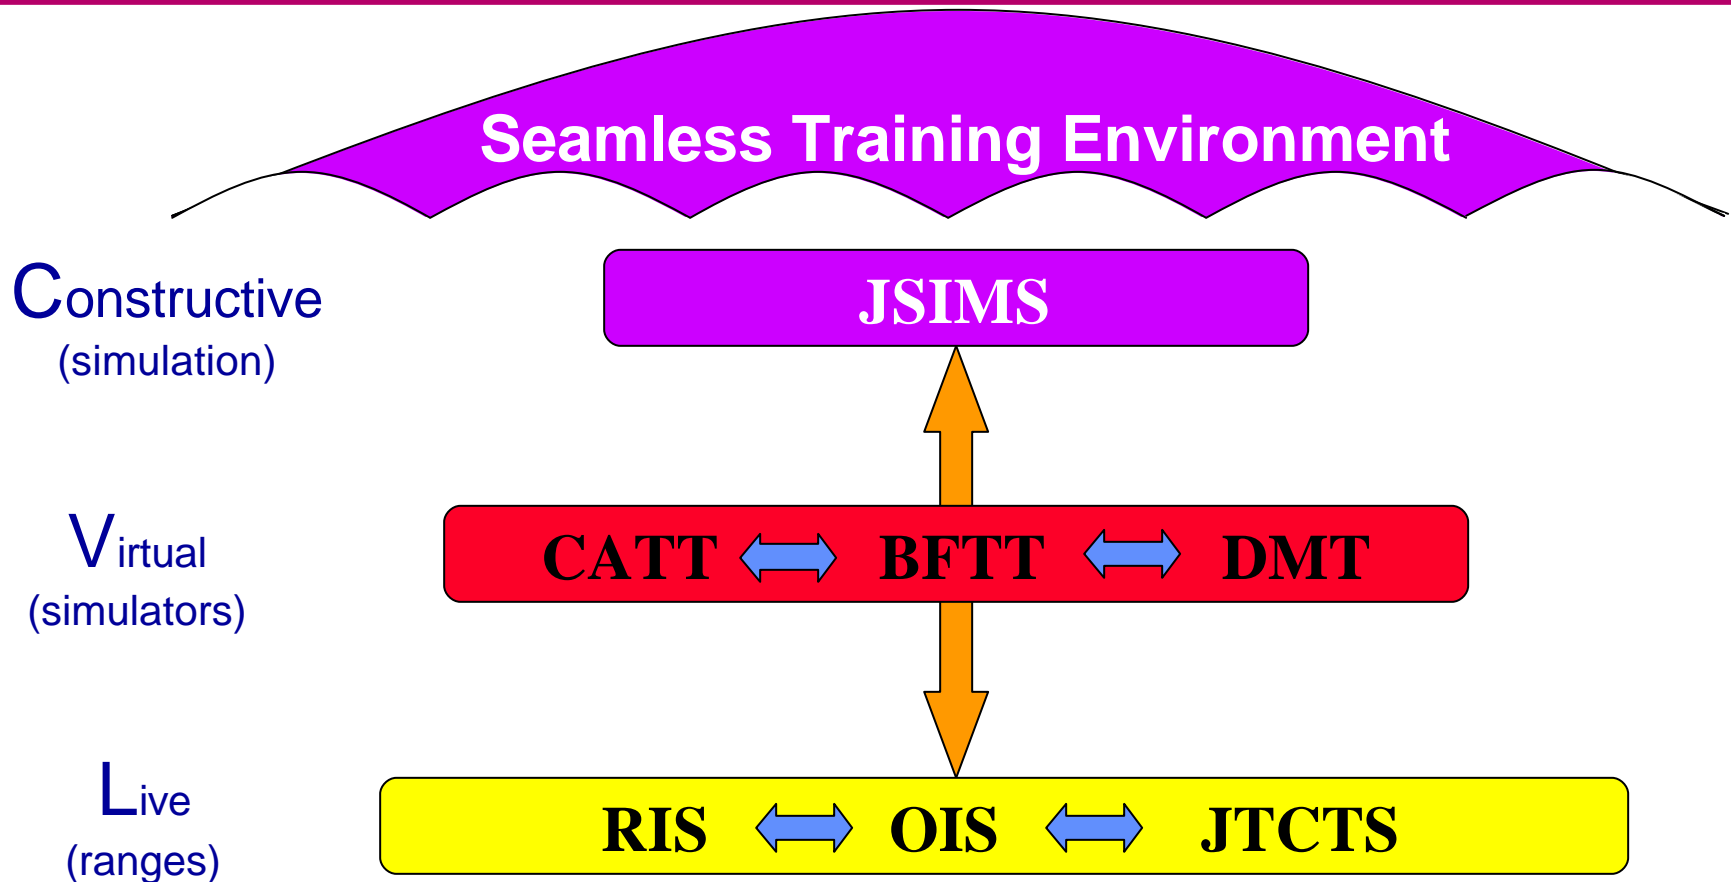 Seamless Training Environment
Constructive
(simulation)
JSIMS
Virtual
(simulators)
CATT BFTT DMT
Live
(ranges)
RIS OIS JTCTS